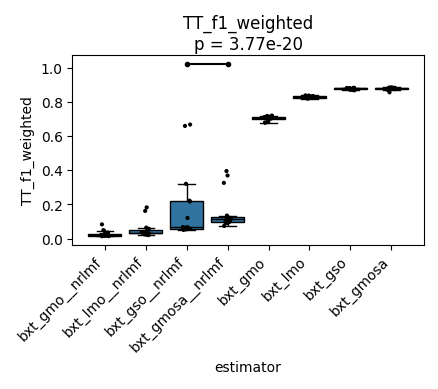 TT_f1_weighted
p = 3.77e-20
TT_f1_weighted
1.0
0.8
0.6
0.4
0.2
0.0
bxt_gmo__nrlmf
bxt_lmo__nrlmf
bxt_gso__nrlmf
bxt_gmosa__nrlmf
bxt_gmo
bxt_lmo
bxt_gso
bxt_gmosa
estimator